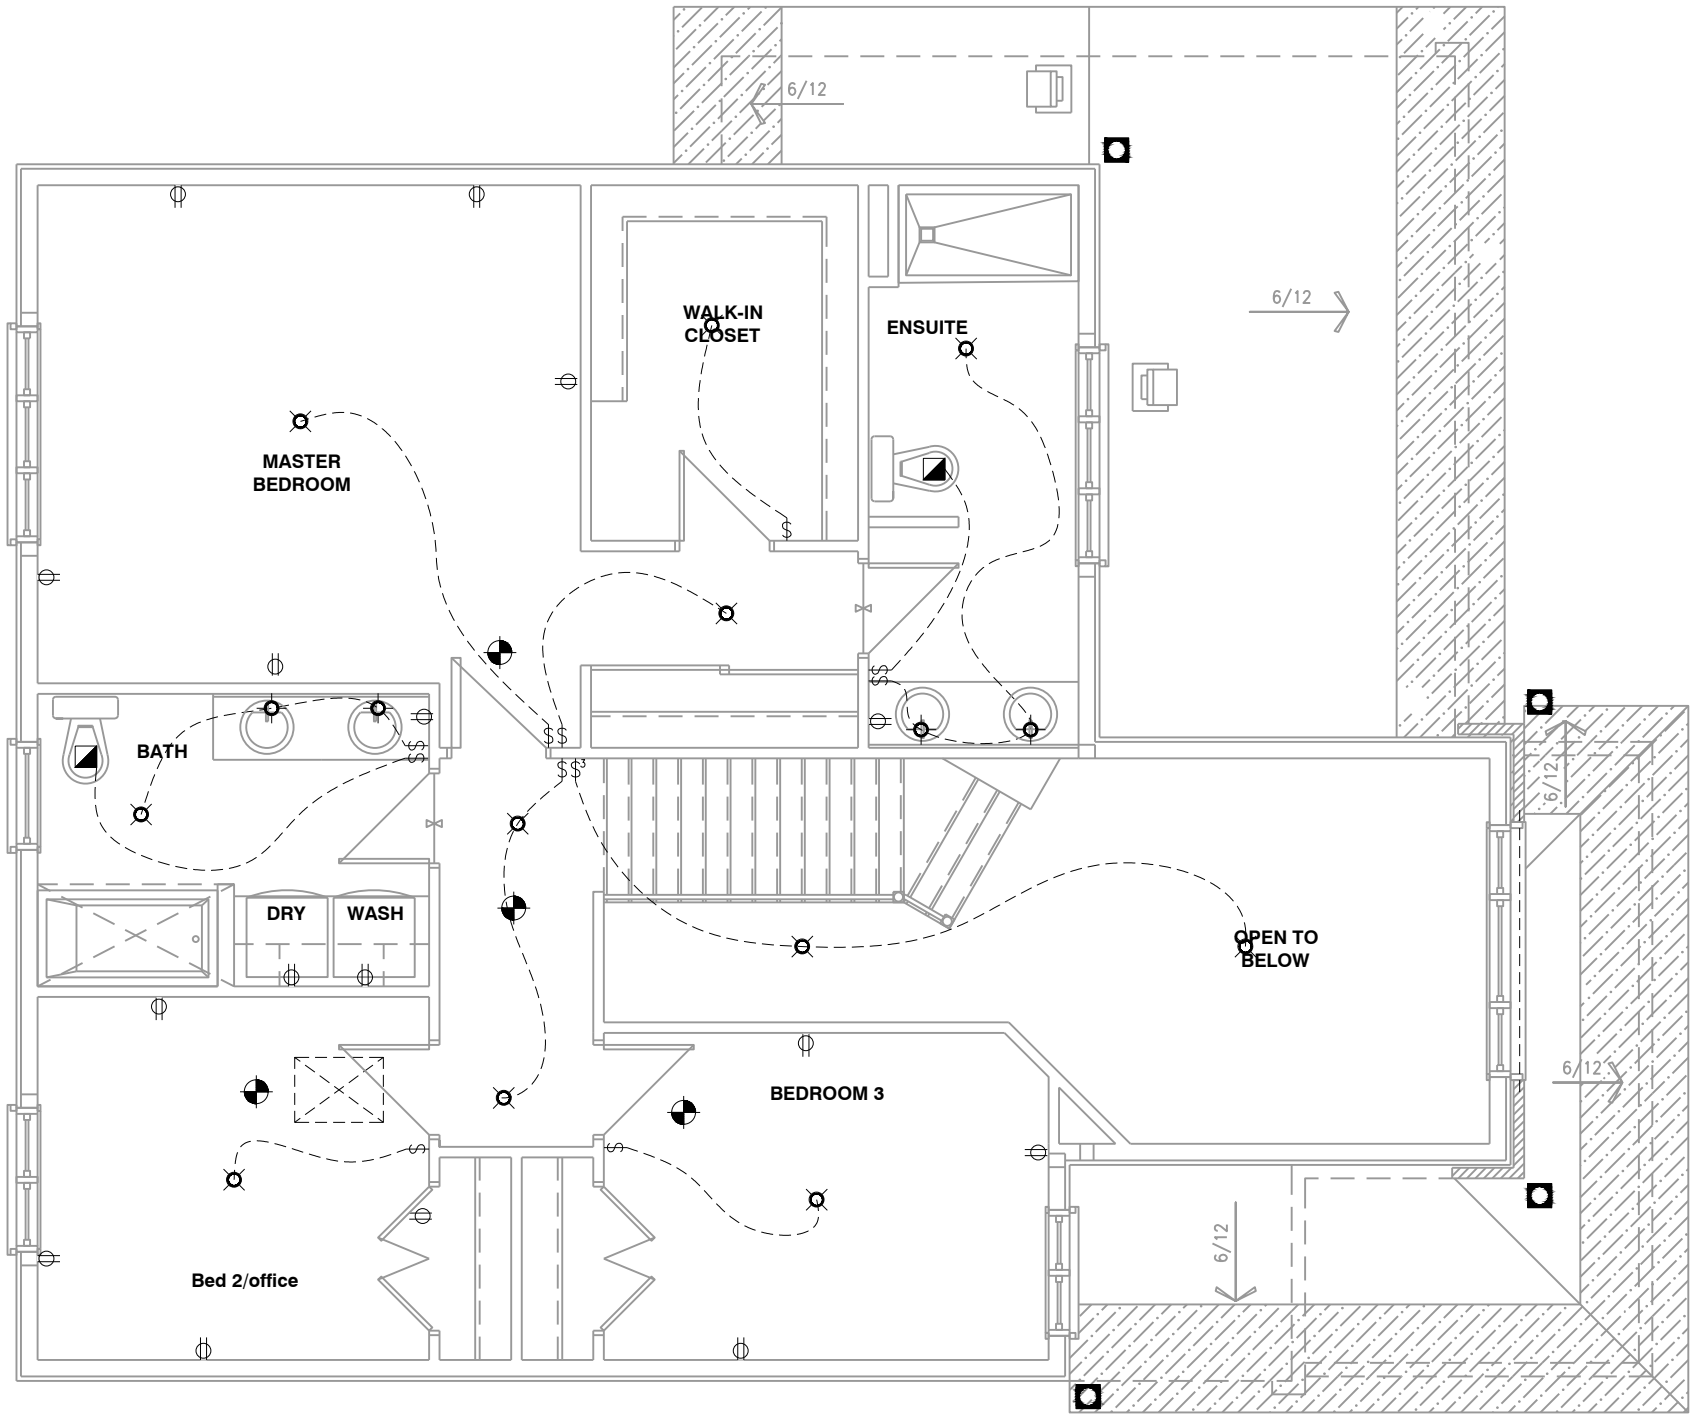 6/12
6/12
WALK-IN
CLOSET
ENSUITE
MASTER
BEDROOM
$
$
$
$$
$$3
BATH
$
$
6/12
DRY
WASH
OPEN TO
BELOW
6/12
BEDROOM 3
$
$
6/12
Bed 2/office